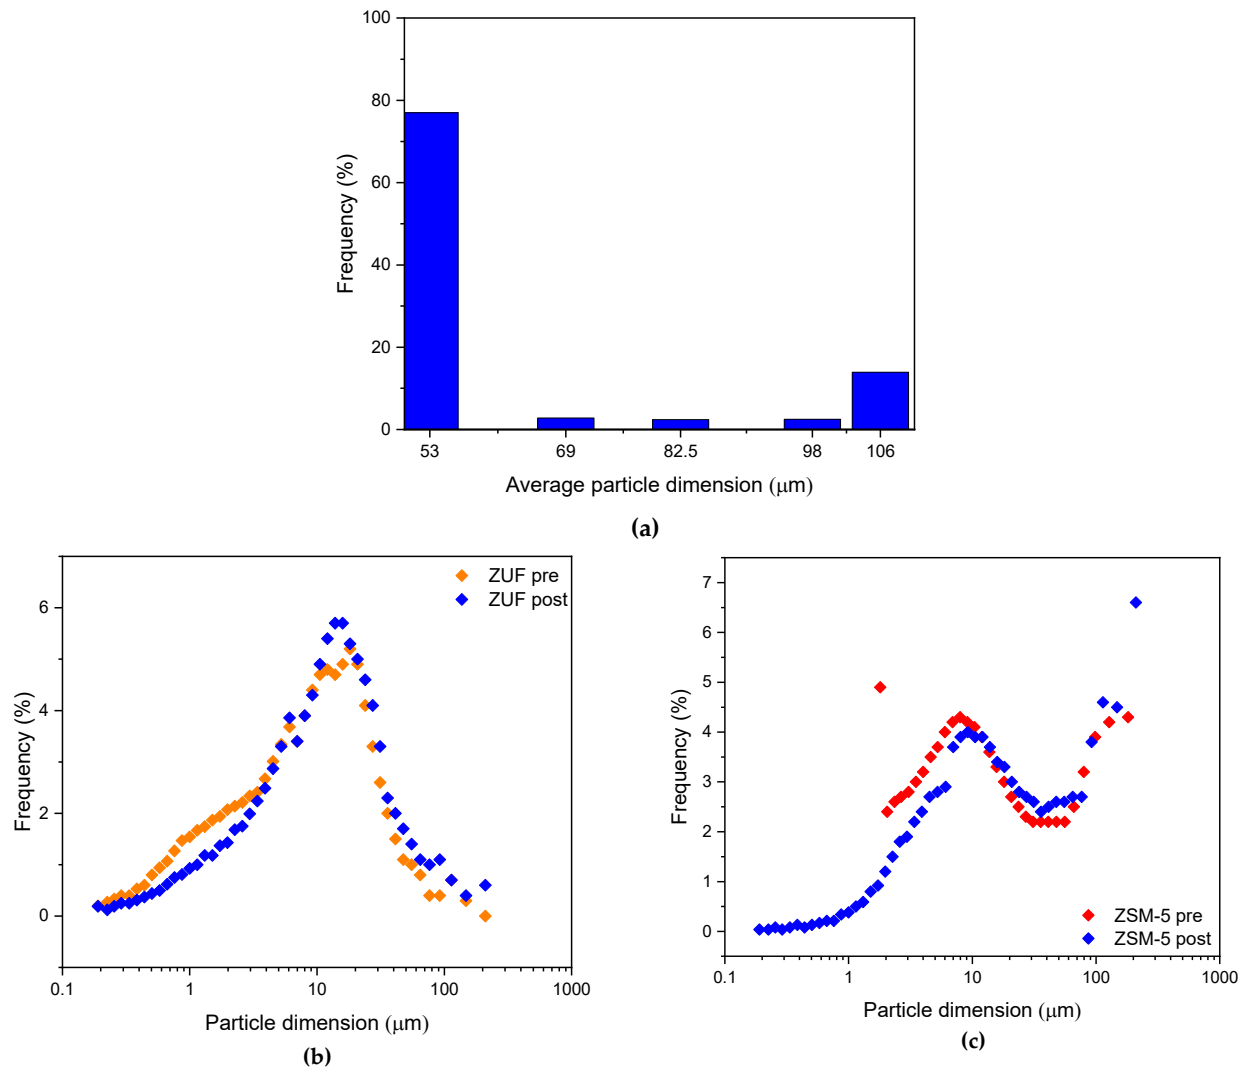 100
80
60
40
20
0
Frequency (%)
53 69 82.5 98 106
Average particle dimension (μm)
(a)
ZUF pre
ZUF post
6
4
2
0
Frequency (%)
0.1 1 10 100 1000
Particle dimension (μm)
(b)
7
6
5
4
3
2
1
0
Frequency (%)
ZSM-5 pre
ZSM-5 post
0.1 1 10 100 1000
Particle dimension (μm)
(c)